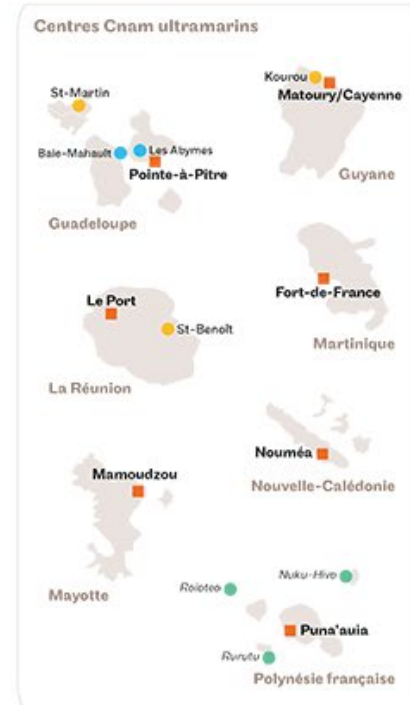 Centres Cnam ultramarins
St-Martin
Baie-Mahault
Les Abymes
Pointe-à-Pitre
Guadeloupe
Kourou
Matoury/Cayenne
Guyane
Le Port
St-Benoît
La Réunion
Fort-de-France
Martinique
Mamoudzou
Mayotte
Nouméa
Nouvelle-Calédonie
Raiatea
Nuku-Hiva
Puna'auia
Rurutu
Polynésie française